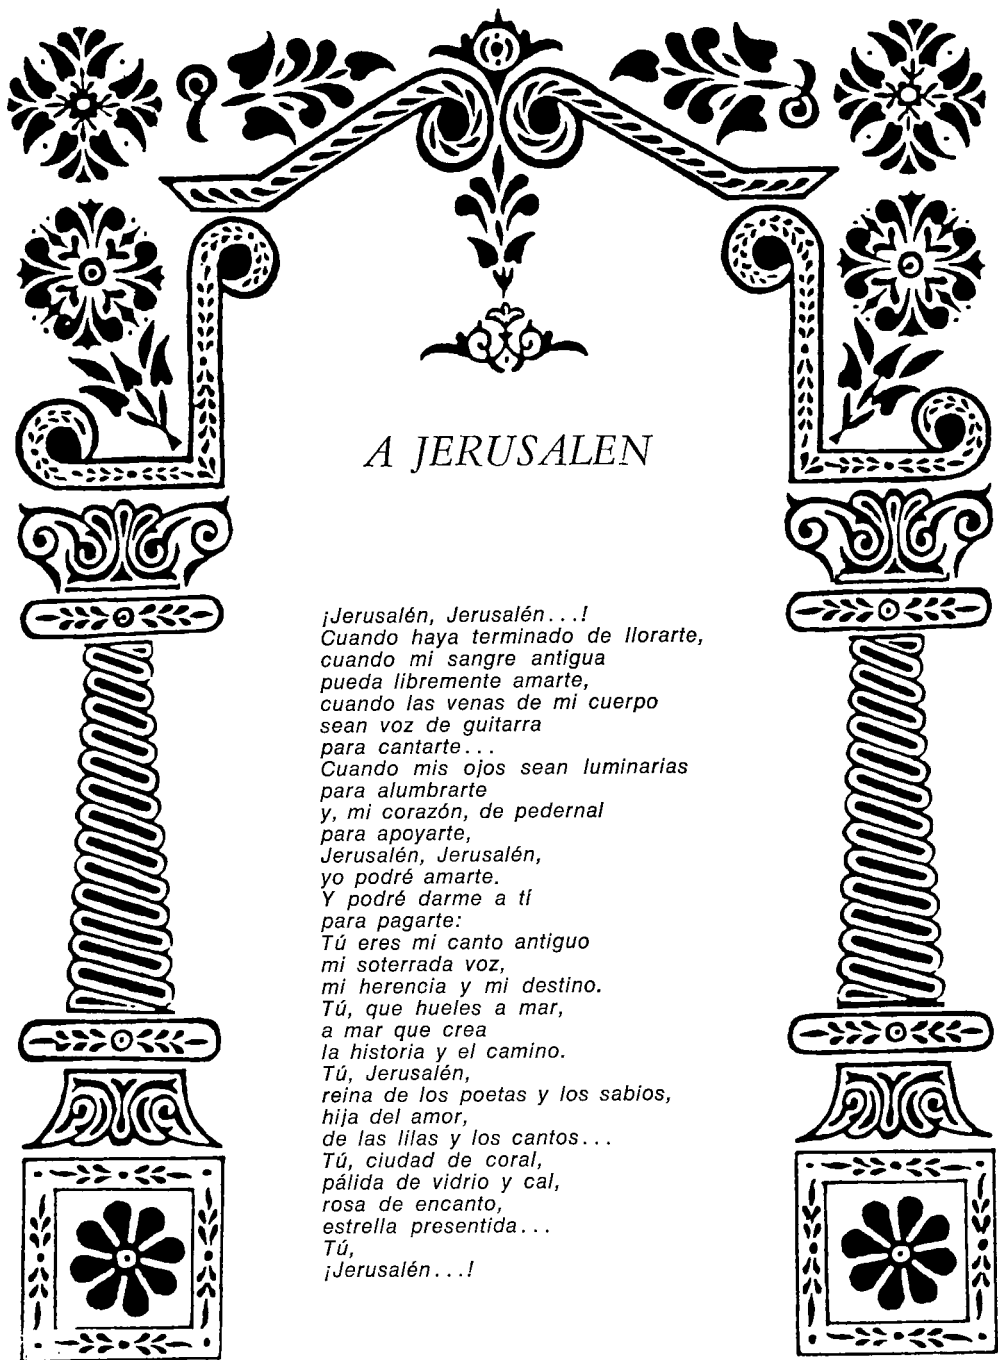 A JERUSALEN
¡Jerusalén, Jerusalén...!
Cuando haya terminado de llorarte,
cuando mi sangre antigua
pueda libremente amarte,
cuando las venas de mi cuerpo
sean voz de guitarra
para cantarte...
Cuando mis ojos sean luminarias
para alumbrarte
y, mi corazón, de pedernal
para apoyarte,
Jerusalén, Jerusalén,
yo podré amarte.
Y podré darme a tí
para pagarte:
Tú eres mi canto antiguo
mi soterrada voz,
mi herencia y mi destino.
Tú, que hueles a mar,
a mar que crea
la historia y el camino.
Tú, Jerusalén,
reina de los poetas y los sabios,
hija del amor,
de las lilas y los cantos...
Tú, ciudad de coral,
pálida de vidrio y cal,
rosa de encanto,
estrella presentida...
Tú,
¡Jerusalén...!